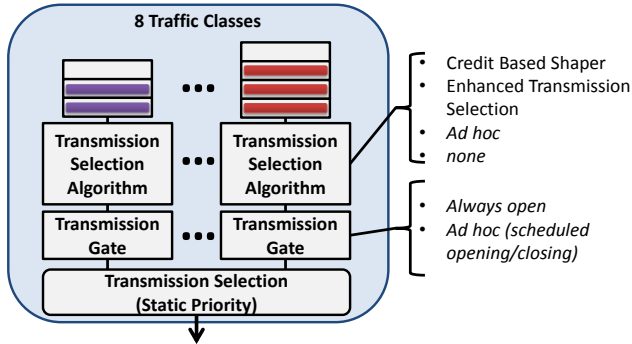 8 Traffic Classes
•••
Transmission
Selection
Algorithm
•••
Transmission
Selection
Algorithm
Transmission
Gate
•••
Transmission
Gate
Transmission Selection
(Static Priority)
• Credit Based Shaper
• Enhanced Transmission
Selection
• Ad hoc
• none
• Always open
• Ad hoc (scheduled
opening/closing)